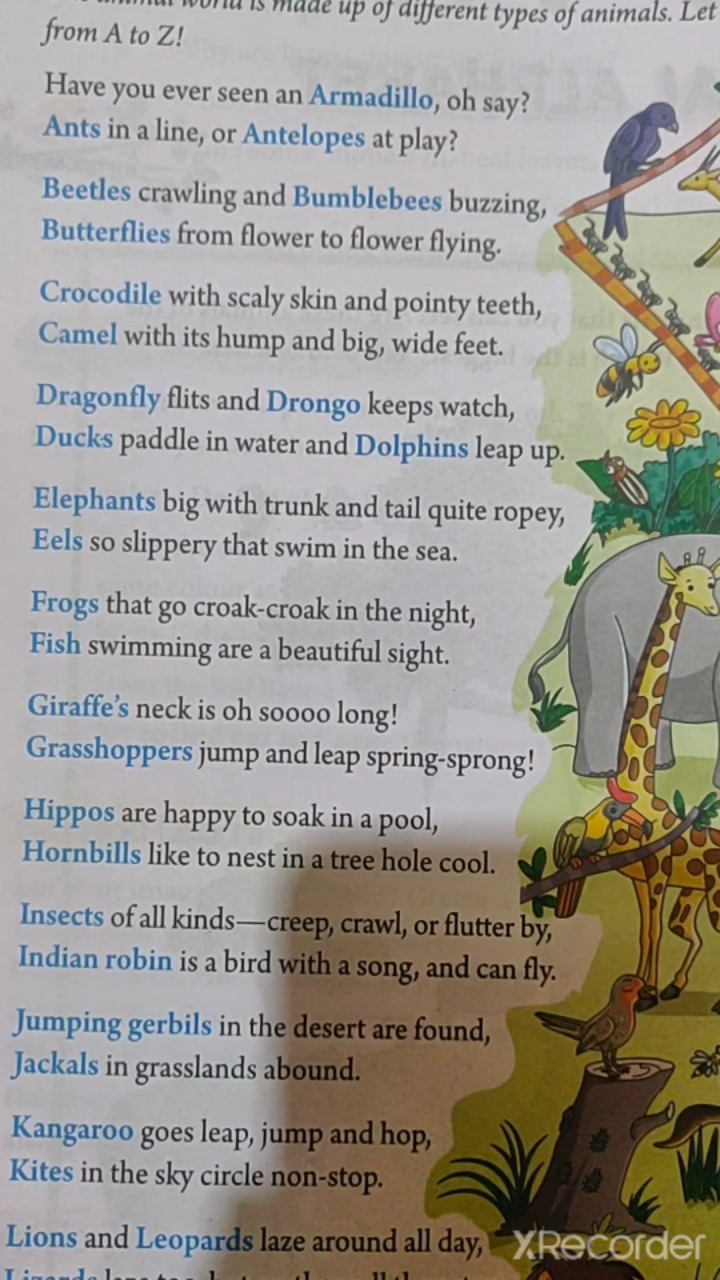 world is made up of different types of animals. Let
from A to Z!
Have you ever seen an Armadillo, oh say?
Ants in a line, or Antelopes at play?
Beetles crawling and Bumblebees buzzing,
Butterflies from flower to flower flying.
Crocodile with scaly skin and pointy teeth,
Camel with its hump and big, wide feet.
Dragonfly flits and Drongo keeps watch,
Ducks paddle in water and Dolphins leap up.
Elephants big with trunk and tail quite ropey,
Eels so slippery that swim in the sea.
Frogs that go croak-croak in the night,
Fish swimming are a beautiful sight.
Giraffe's neck is oh soooo long!
Grasshoppers jump and leap spring-sprong!
Hippos are happy to soak in a pool,
Hornbills like to nest in a tree hole cool.
Insects of all kinds—creep, crawl, or flutter by,
Indian robin is a bird with a song, and can fly.
Jumping gerbils in the desert are found,
Jackals in grasslands abound.
Kangaroo goes leap, jump and hop,
Kites in the sky circle non-stop.
Lions and Leopards laze around all day,
XRecorder